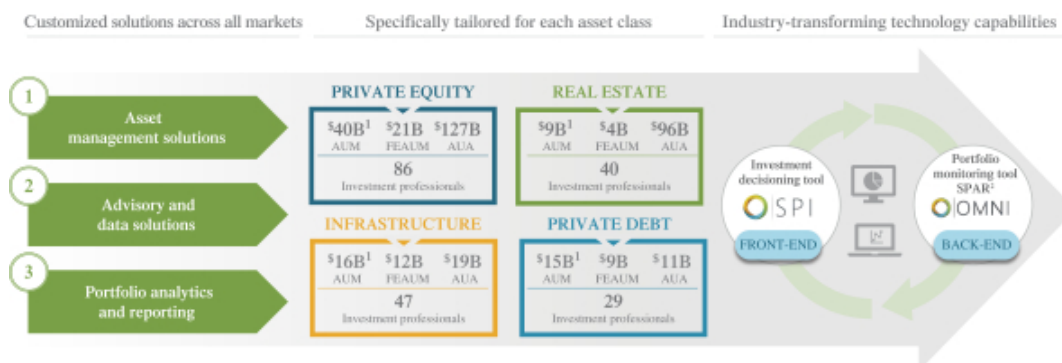 Customized solutions across all markets
Specifically tailored for each asset class
Industry-transforming technology capabilities
1
Asset
management solutions
2
Advisory and
data solutions
3
Portfolio analytics
and reporting
PRIVATE EQUITY
$40B1 $21B $127B
AUM FEAUM AUA
86
Investment professionals
REAL ESTATE
$9B1 $4B $96B
AUM FEAUM AUA
40
Investment professionals
INFRASTRUCTURE
$16B1 $12B $19B
AUM FEAUM AUA
47
Investment professionals
PRIVATE DEBT
$15B1 $9B $11B
AUM FEAUM AUA
29
Investment professionals
Investment
decisioning tool
SPI
FRONT-END
Portfolio
monitoring tool
SPAR2
OMNI
BACK-END